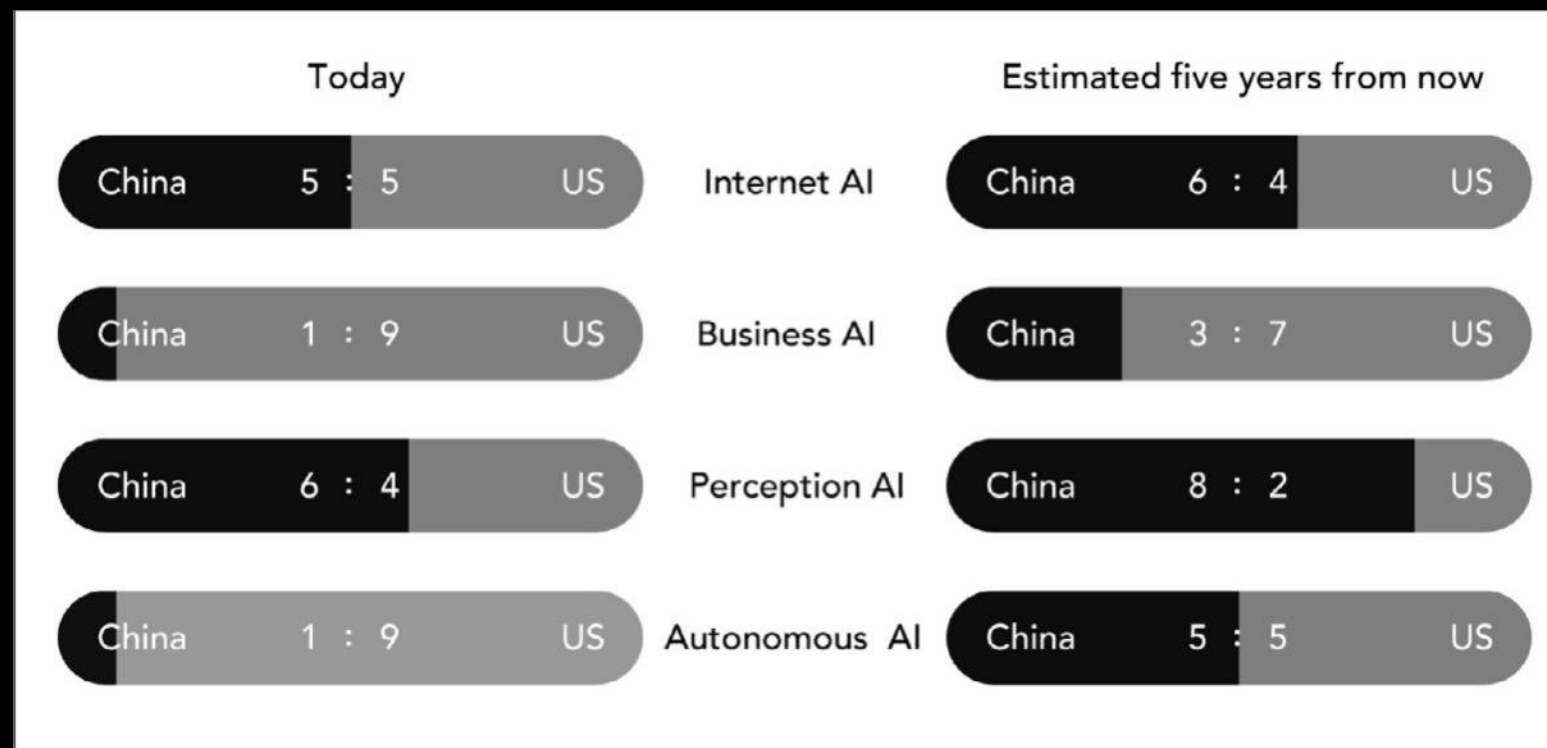 Today Estimated five years from now
China 5 : 5 US Internet AI China 6 : 4 US
China 1 : 9 US Business AI China 3 : 7 US
China 6 : 4 US Perception AI China 8 : 2 US
China 1 : 9 US Autonomous AI China 5 : 5 US